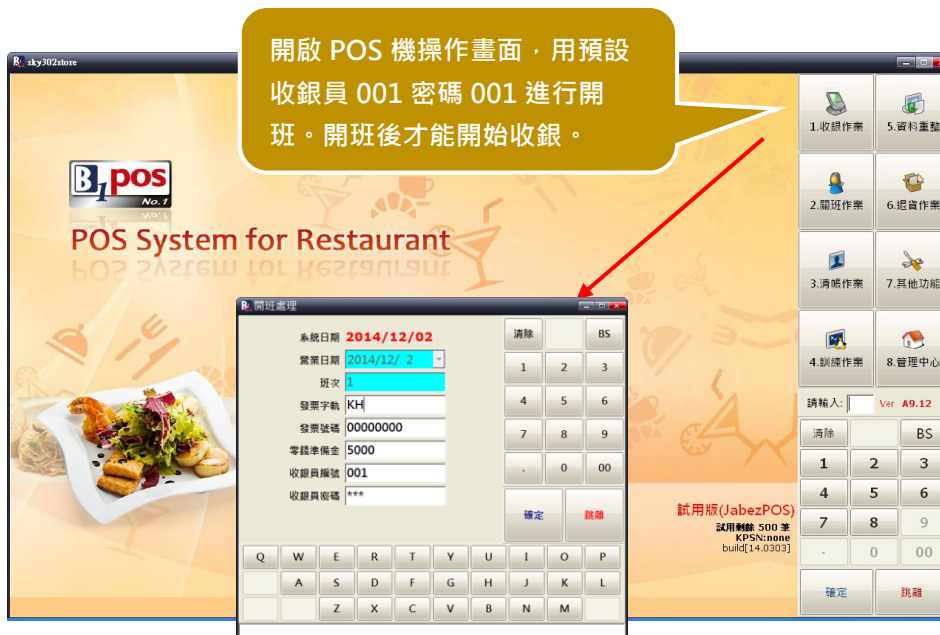 開啟 POS 機操作畫面，用預設
收銀員 001 密碼 001 進行開
班。開班後才能開始收銀。
sky302store
B1pos
No.1
POS System for Restaurant
1.收銀作業
5.資料重整
2.開班作業
6.退貨作業
3.清帳作業
7.其他功能
4.訓練作業
8.管理中心
請輸入:
Ver A9.12
清除 BS
1 2 3
4 5 6
7 8 9
. 0 00
確定 跳離
試用版(JabezPOS)
試用剩餘 500 筆
KPSN:none
build[14.0303]
開班處理
系統日期 2014/12/02
營業日期 2014/12/ 2
班次 1
發票字軌 KH
發票號碼 00000000
零錢準備金 5000
收銀員編號 001
收銀員密碼 ***
清除 BS
1 2 3
4 5 6
7 8 9
. 0 00
確定 跳離
Q W E R T Y U I O P
A S D F G H J K L
Z X C V B N M